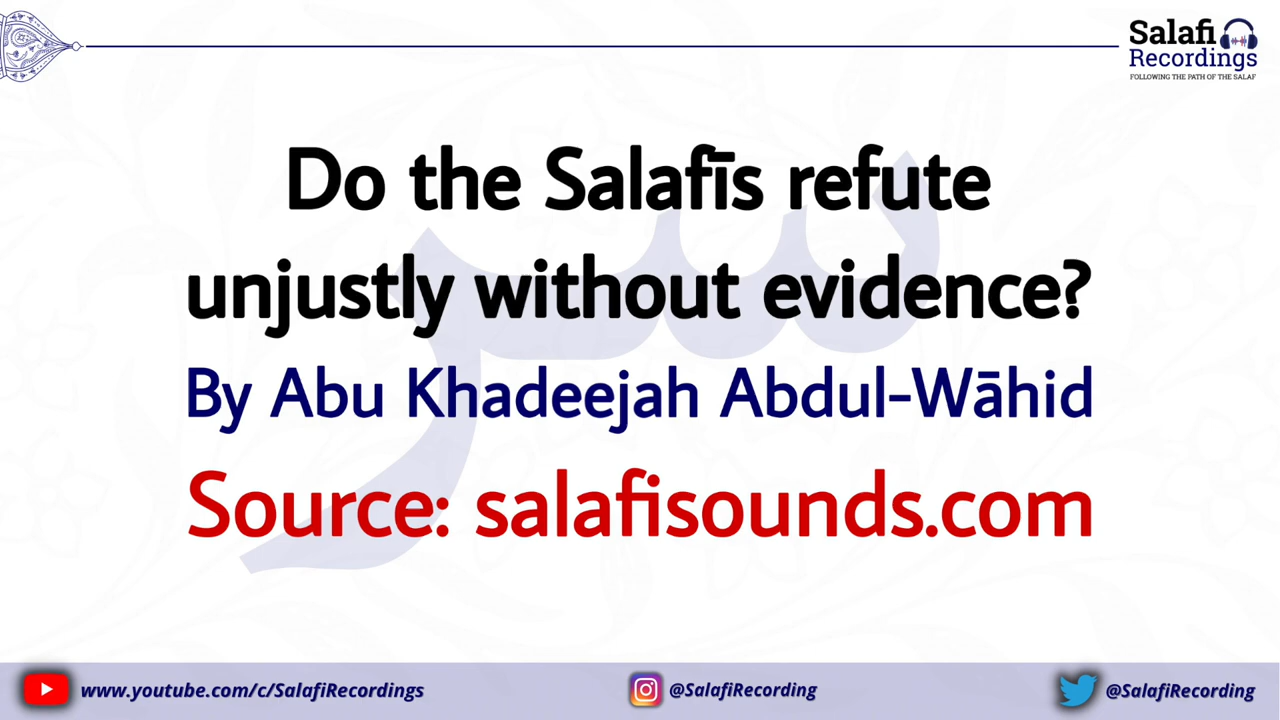 Salafi
Recordings
FOLLOWING THE PATH OF THE SALAF
Do the Salafīs refute
unjustly without evidence?
By Abu Khadeejah Abdul-Wāhid
Source: salafisounds.com
www.youtube.com/c/SalafiRecordings
@SalafiRecording
@SalafiRecording